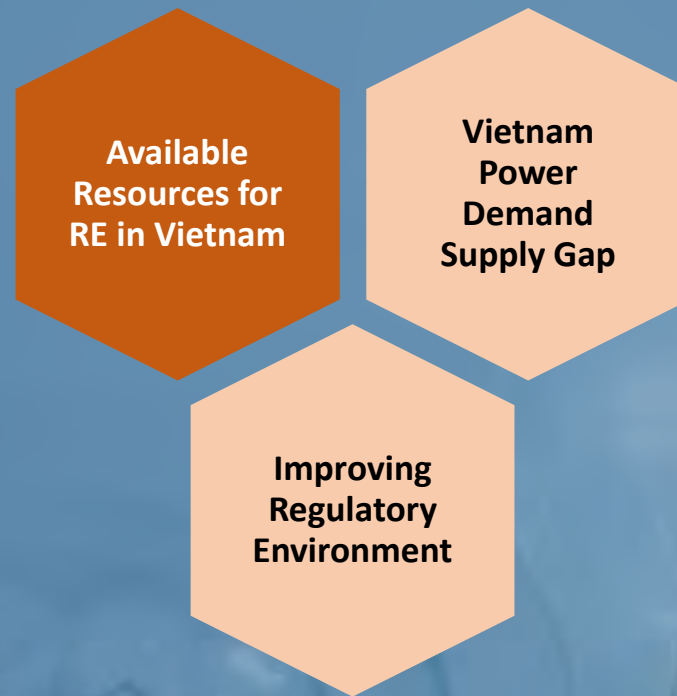 Available
Resources for
RE in Vietnam
Vietnam
Power
Demand
Supply Gap
Improving
Regulatory
Environment